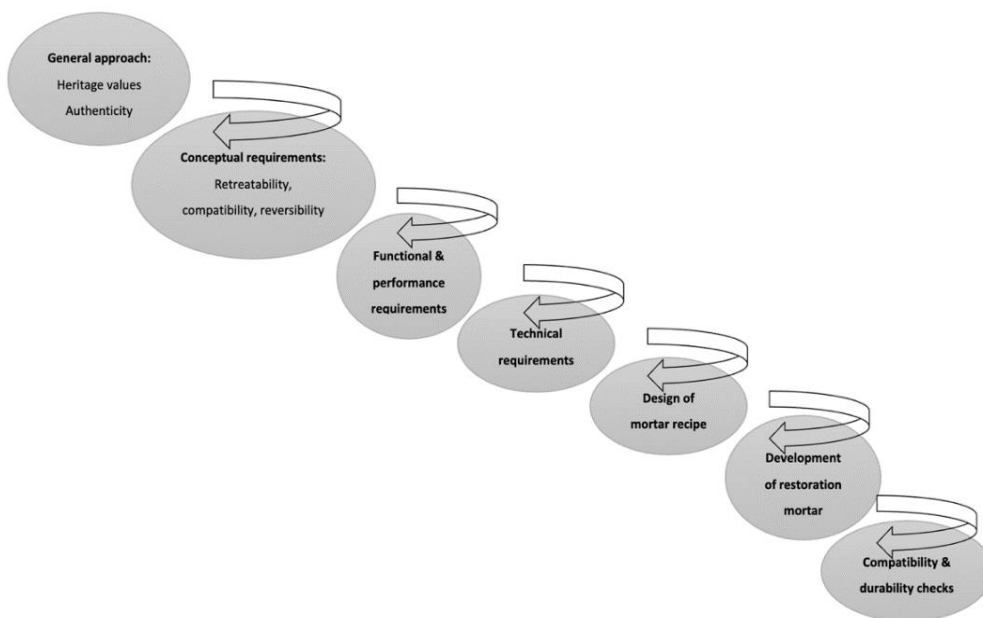 General approach:
Heritage values
Authenticity
Conceptual requirements:
Retreatability,
compatibility, reversibility
Functional &
performance
requirements
Technical
requirements
Design of
mortar recipe
Development
of restoration
mortar
Compatibility &
durability checks